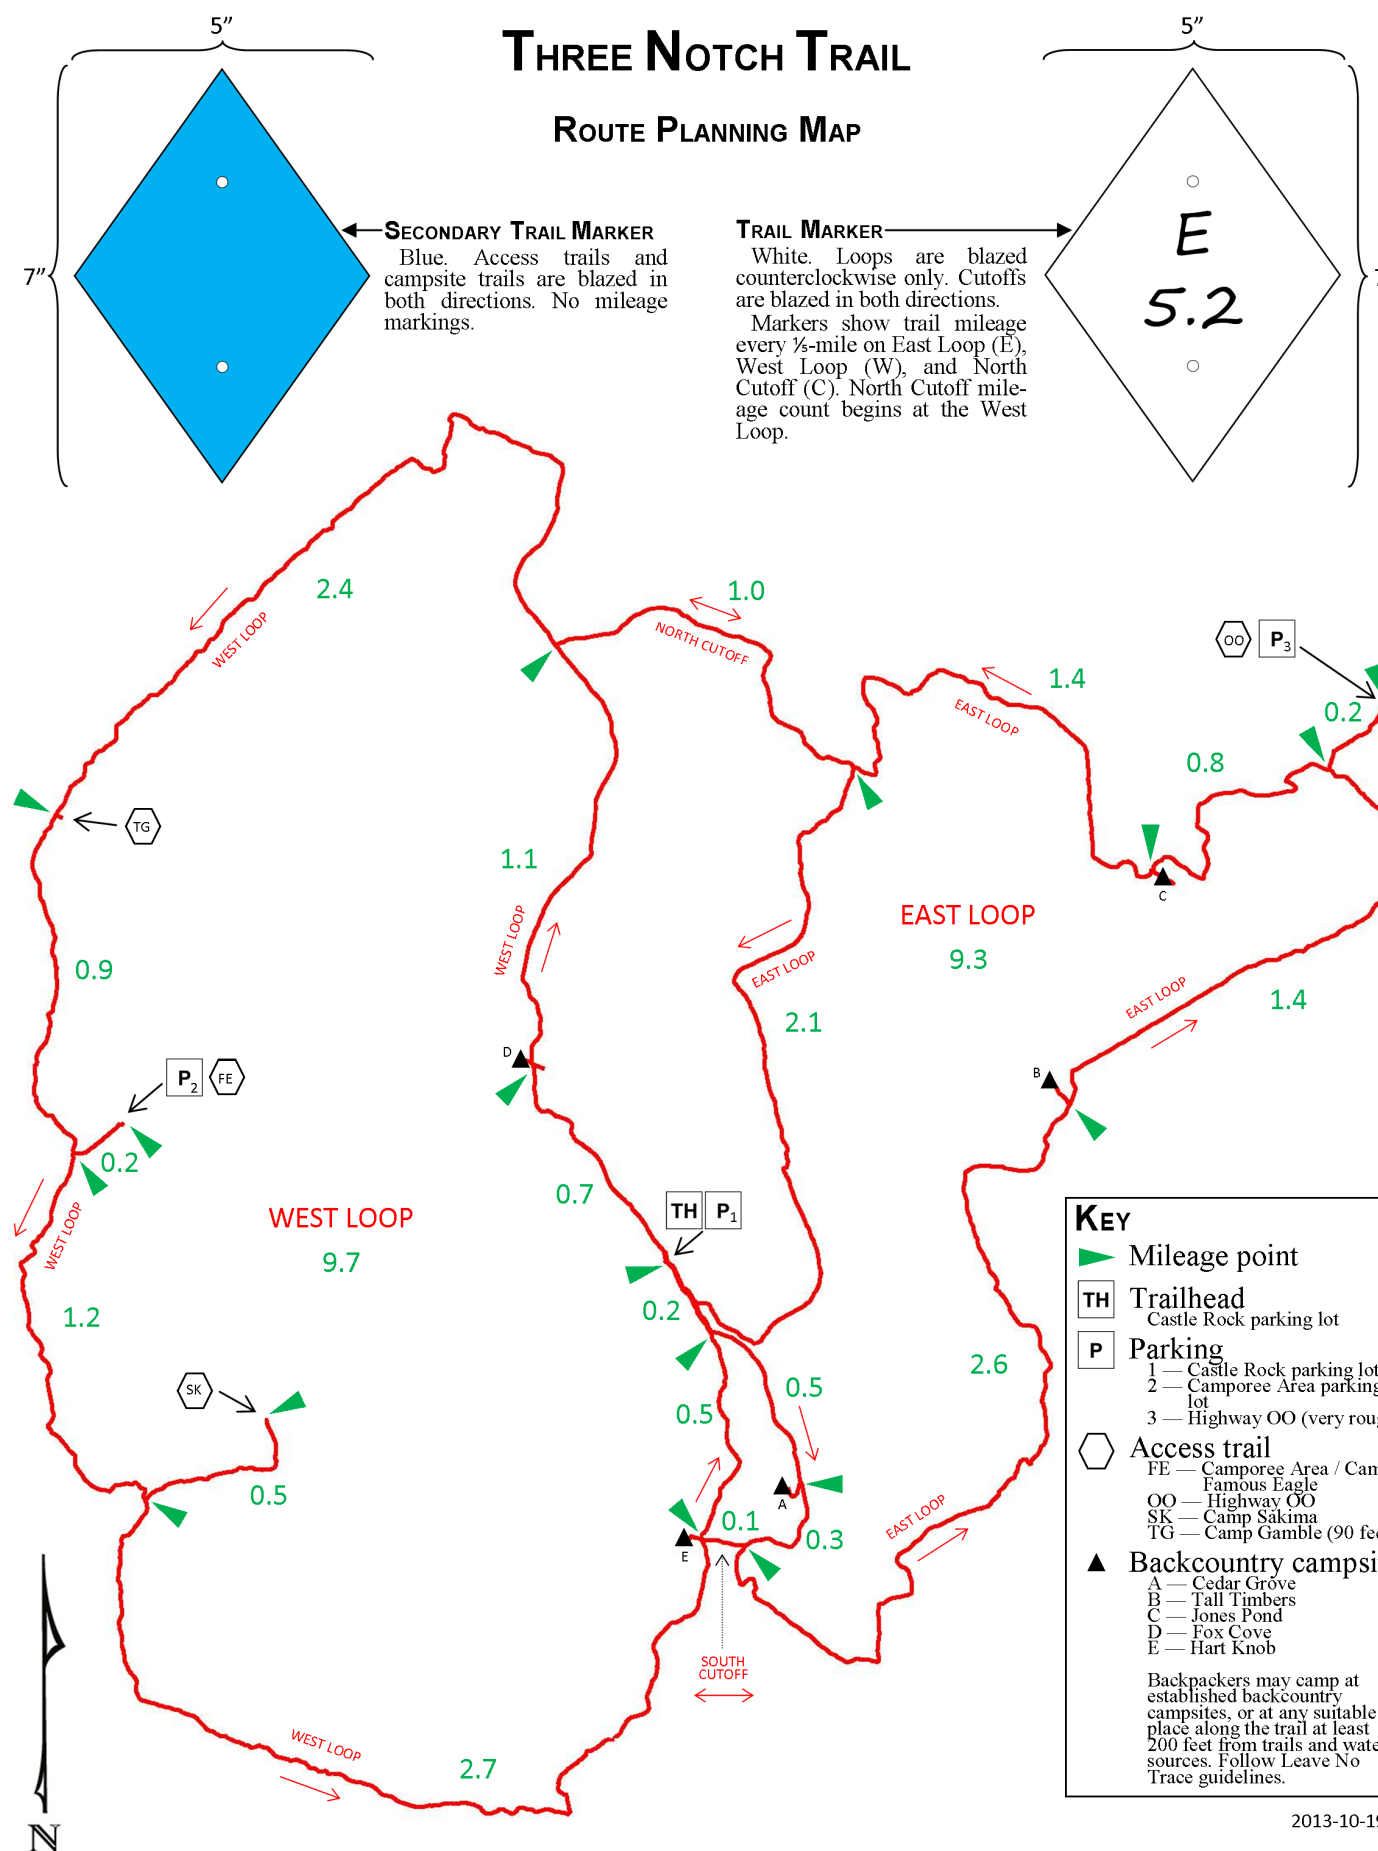 5”
THREE NOTCH TRAIL
5”
ROUTE PLANNING MAP
7”
SECONDARY TRAIL MARKER
Blue. Access trails and
campsite trails are blazed in
both directions. No mileage
markings.
TRAIL MARKER
White. Loops are blazed
counterclockwise only. Cutoffs
are blazed in both directions.
Markers show trail mileage
every ⅕-mile on East Loop (E),
West Loop (W), and North
Cutoff (C). North Cutoff mile-
age count begins at the West
Loop.
E
5.2
2.4
WEST LOOP
1.0
NORTH CUTOFF
1.4
EAST LOOP
OO
P3
0.2
0.8
TG
1.1
WEST LOOP
C
EAST LOOP
9.3
0.9
EAST LOOP
2.1
EAST LOOP
1.4
D
B
P2
FE
0.2
0.7
WEST LOOP
WEST LOOP
9.7
TH
P1
0.2
1.2
2.6
SK
0.5
0.5
0.5
A
0.1
0.3
E
EAST LOOP
SOUTH
CUTOFF
WEST LOOP
2.7
N
KEY
Mileage point
TH
Trailhead
Castle Rock parking lot
P
Parking
1 — Castle Rock parking lot
2 — Camporee Area parking
lot
3 — Highway OO (very
Access trail
FE — Camporee Area /
Famous Eagle
OO — Highway OO
SK — Camp Sakima
TG — Camp Gamble (90
Backcountry
A — Cedar Grove
B — Tall Timbers
C — Jones Pond
D — Fox Cove
E — Hart Knob
Backpackers may camp at
established backcountry
campsites, or at any suitable
place along the trail at least
200 feet from trails and
sources. Follow Leave No
Trace guidelines.
2013-10-19